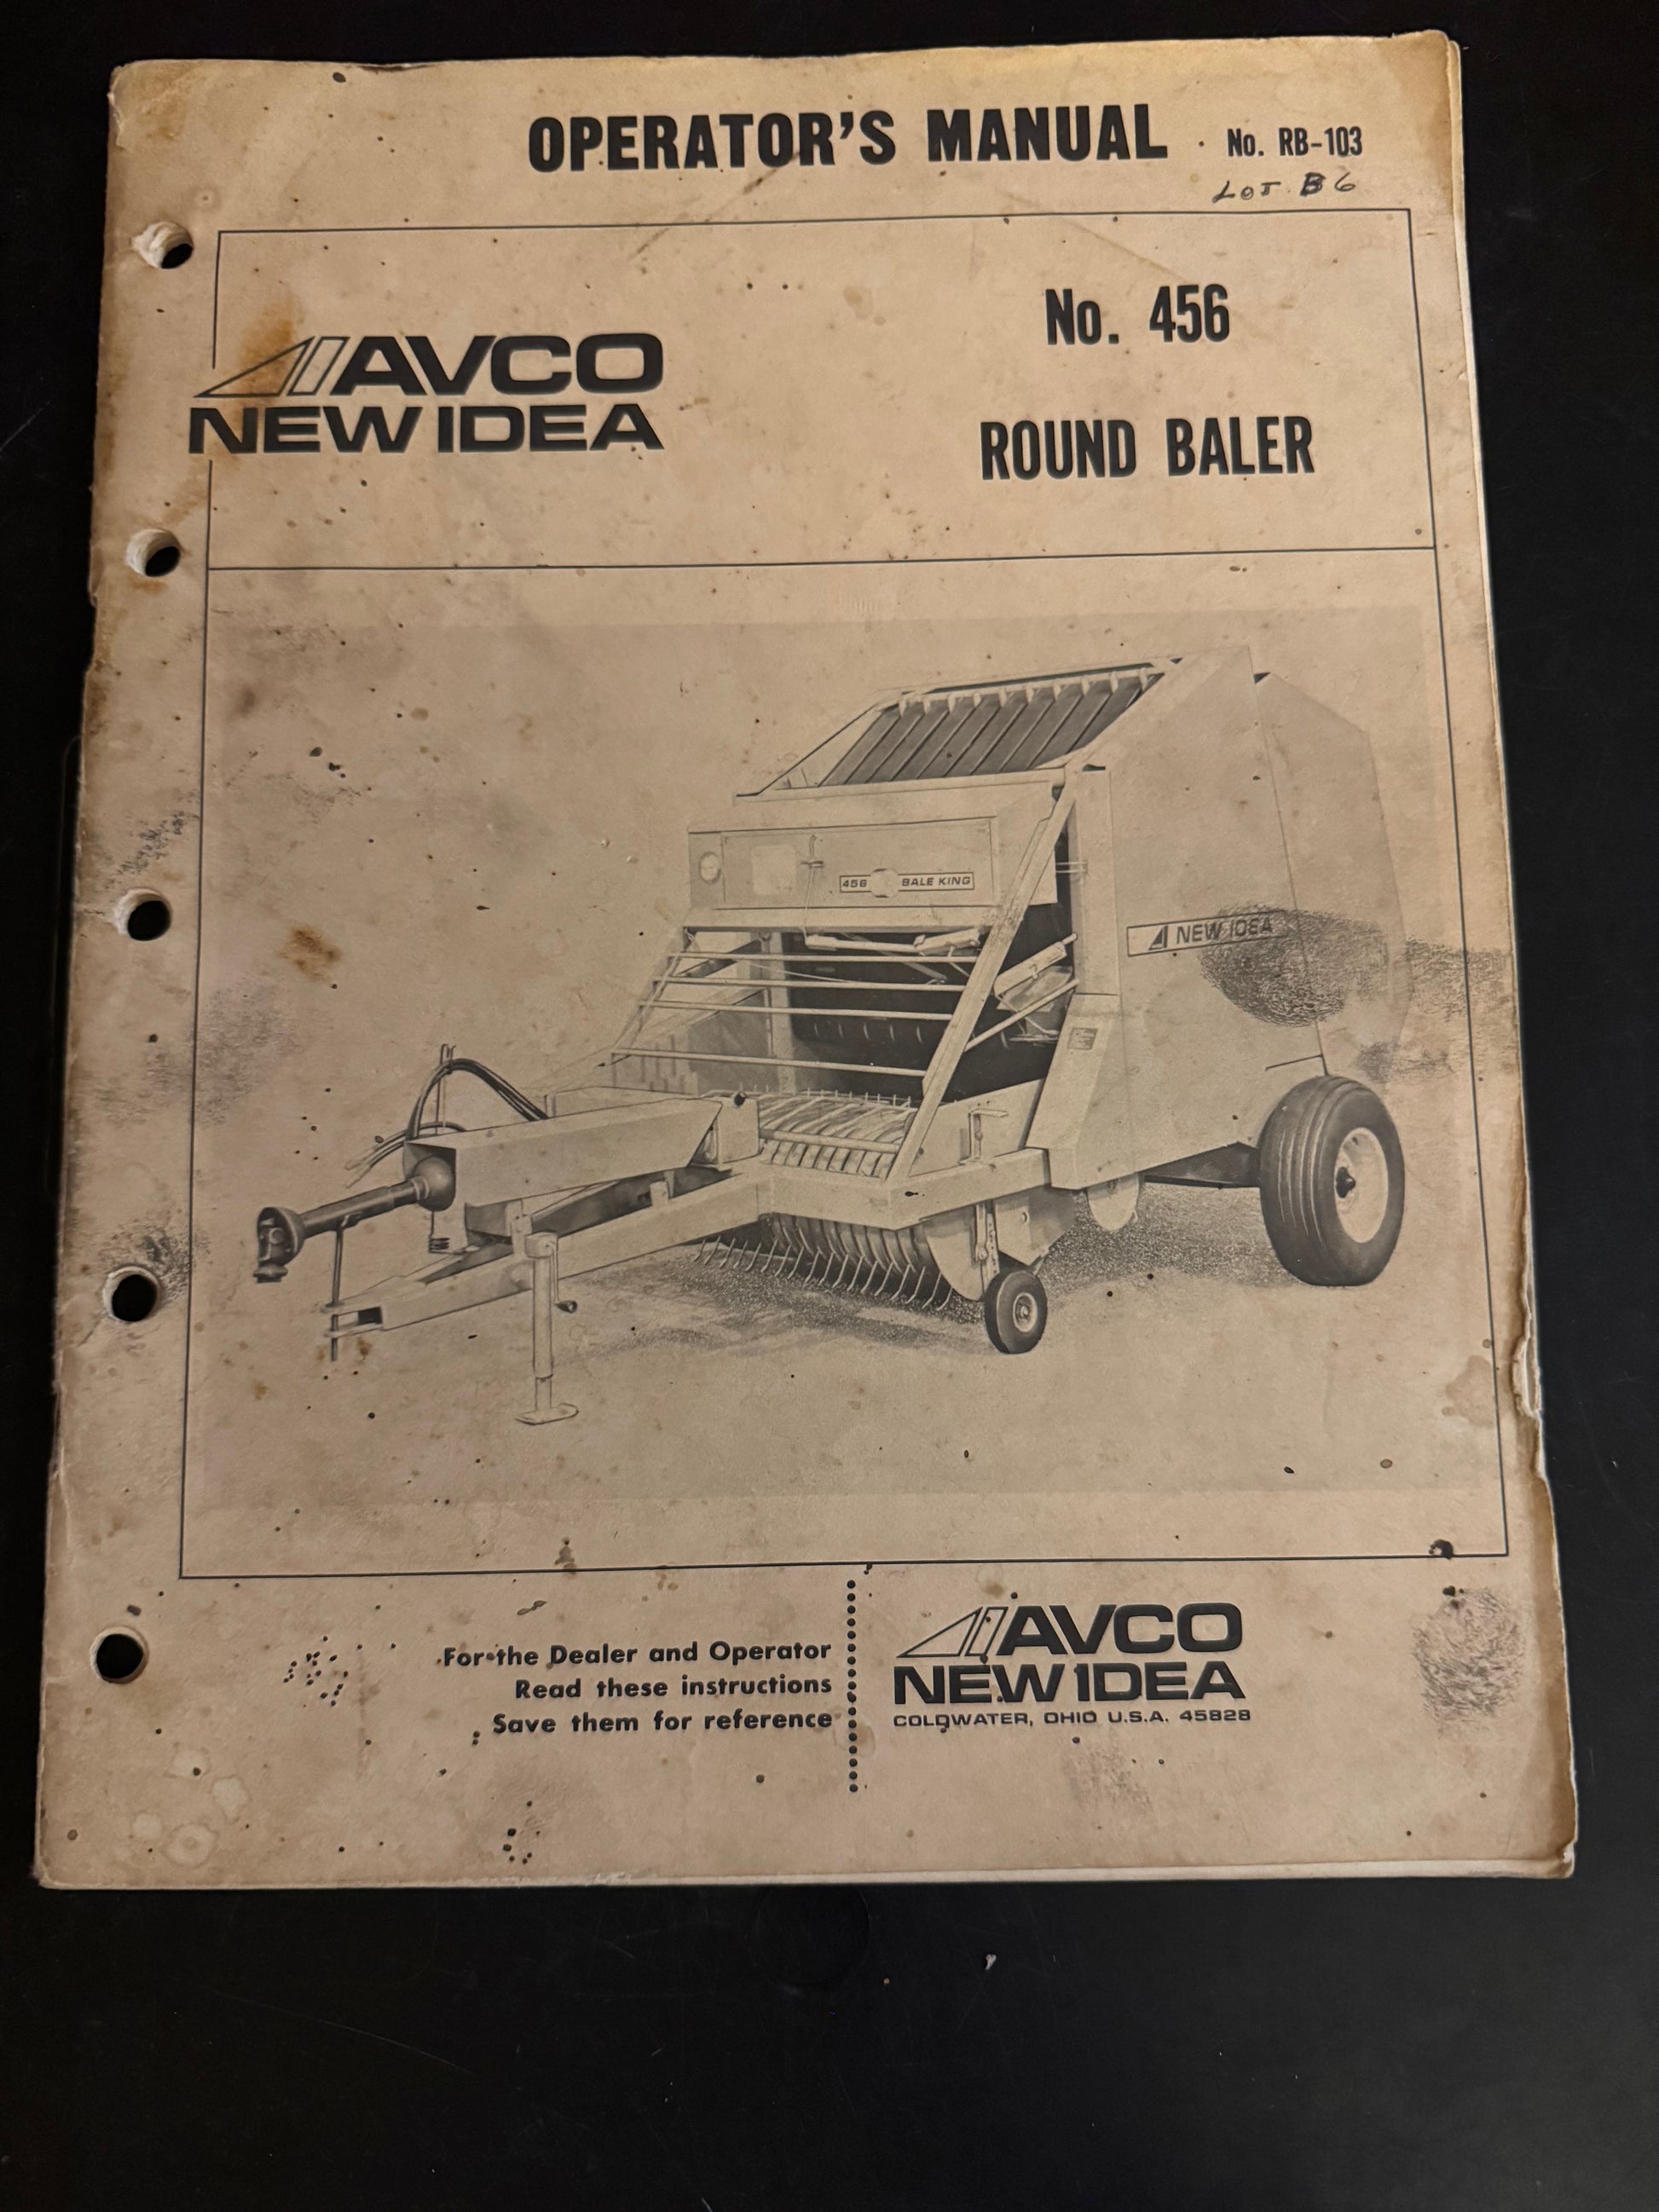 OPERATOR'S MANUAL No. RB-103
LOT B6
No. 456
AVCO
NEW IDEA
ROUND BALER
456 BALE KING
NEW IDEA
For the Dealer and Operator
Read these instructions
Save them for reference
AVCO
NEW IDEA
COLDWATER, OHIO U.S.A. 45828